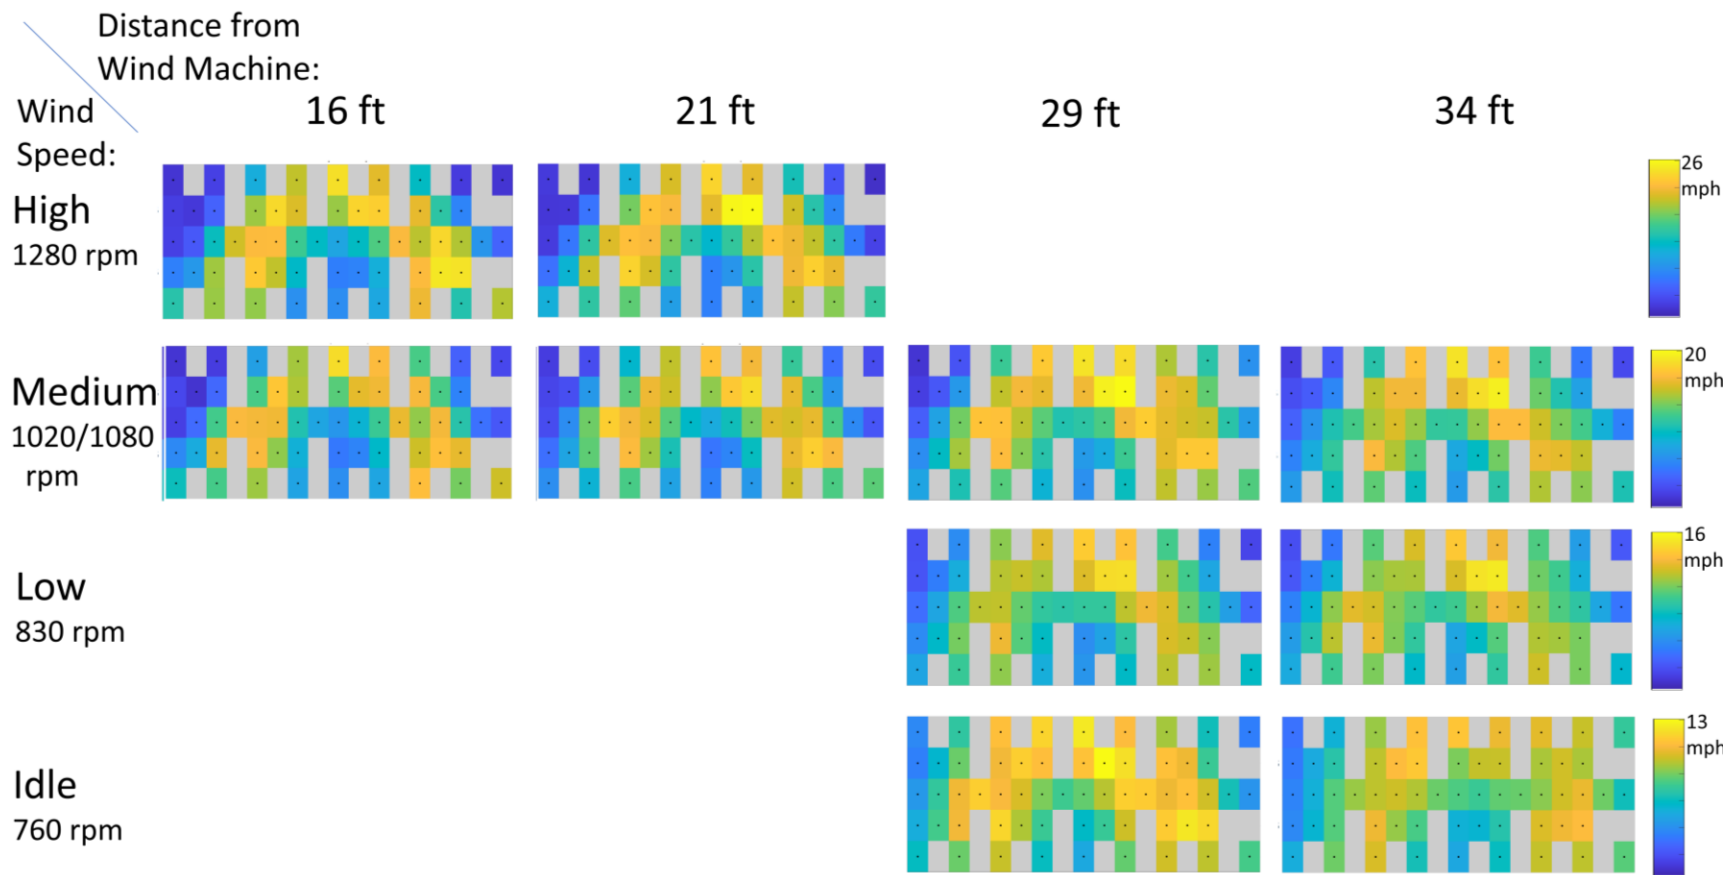 Distance from
Wind Machine:
Wind
Speed:
16 ft
21 ft
29 ft
34 ft
High
1280 rpm
26
mph
Medium
1020/1080
rpm
20
mph
Low
830 rpm
16
mph
Idle
760 rpm
13
mph